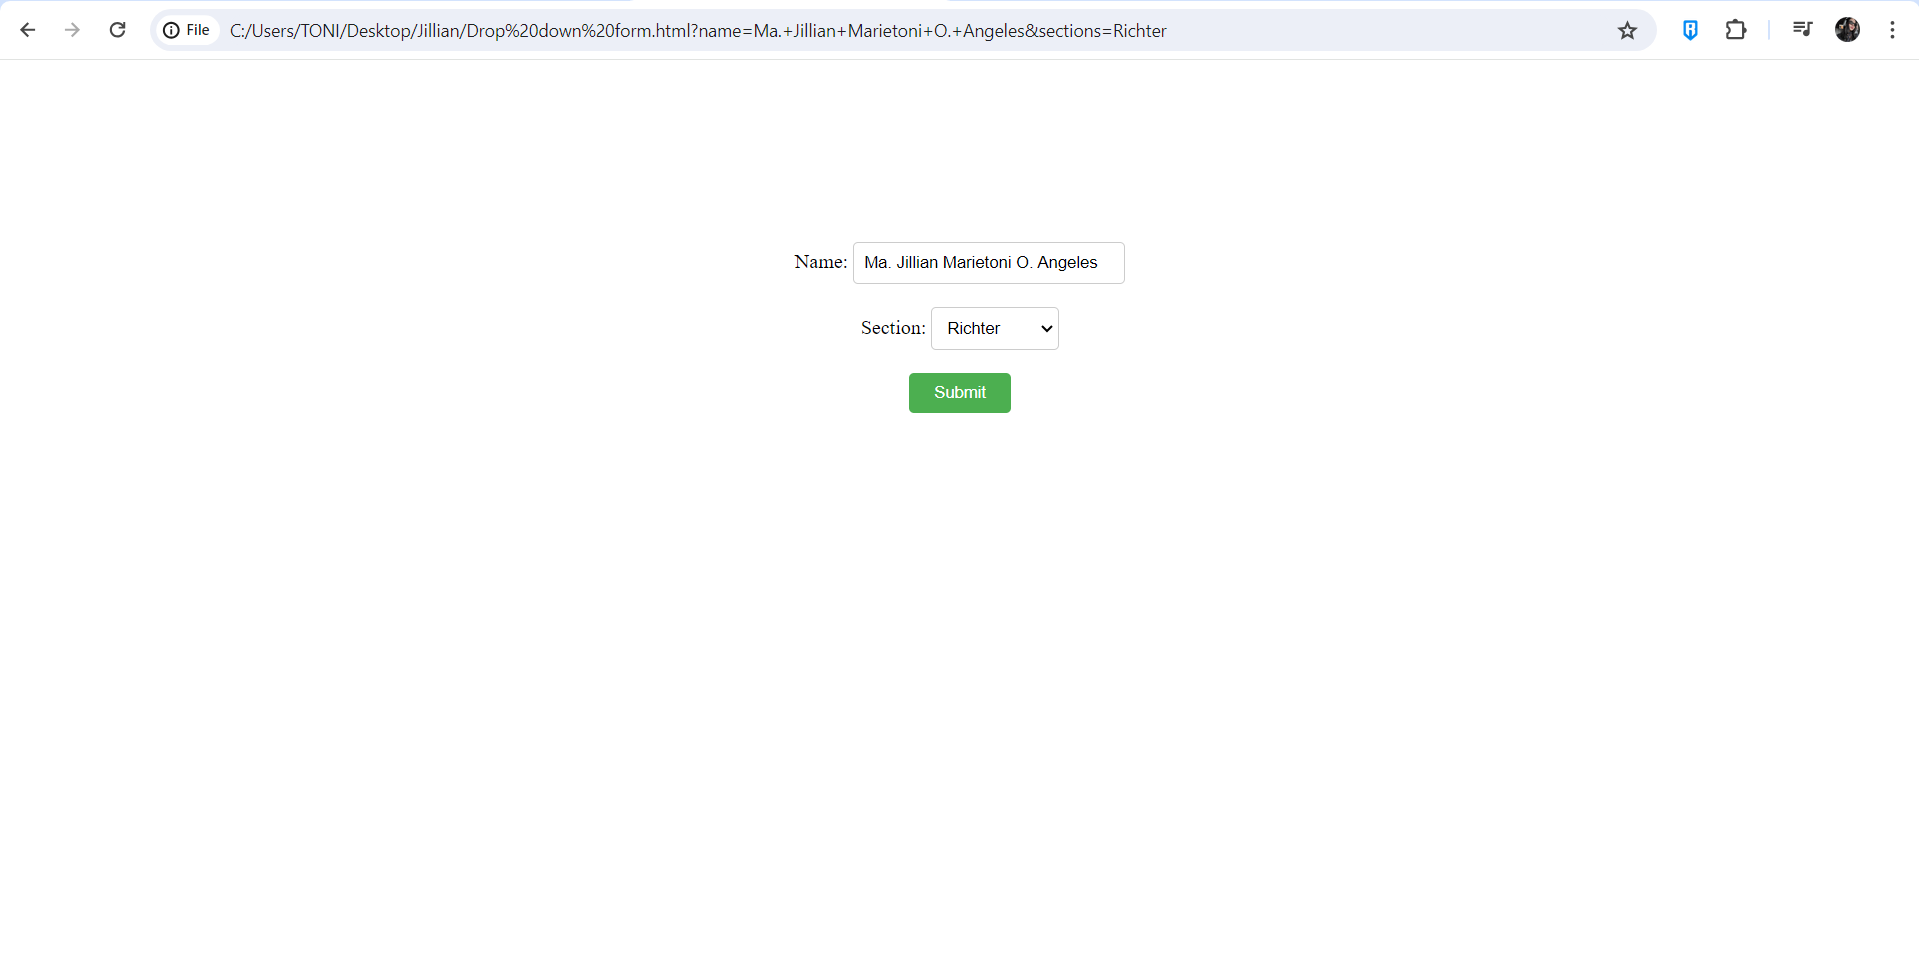 File C:/Users/TONI/Desktop/Jillian/Drop%20down%20form.html?name=Ma.+Jillian+Marietoni+O.+Angeles&sections=Richter
Name: Ma. Jillian Marietoni O. Angeles
Section: Richter
Submit